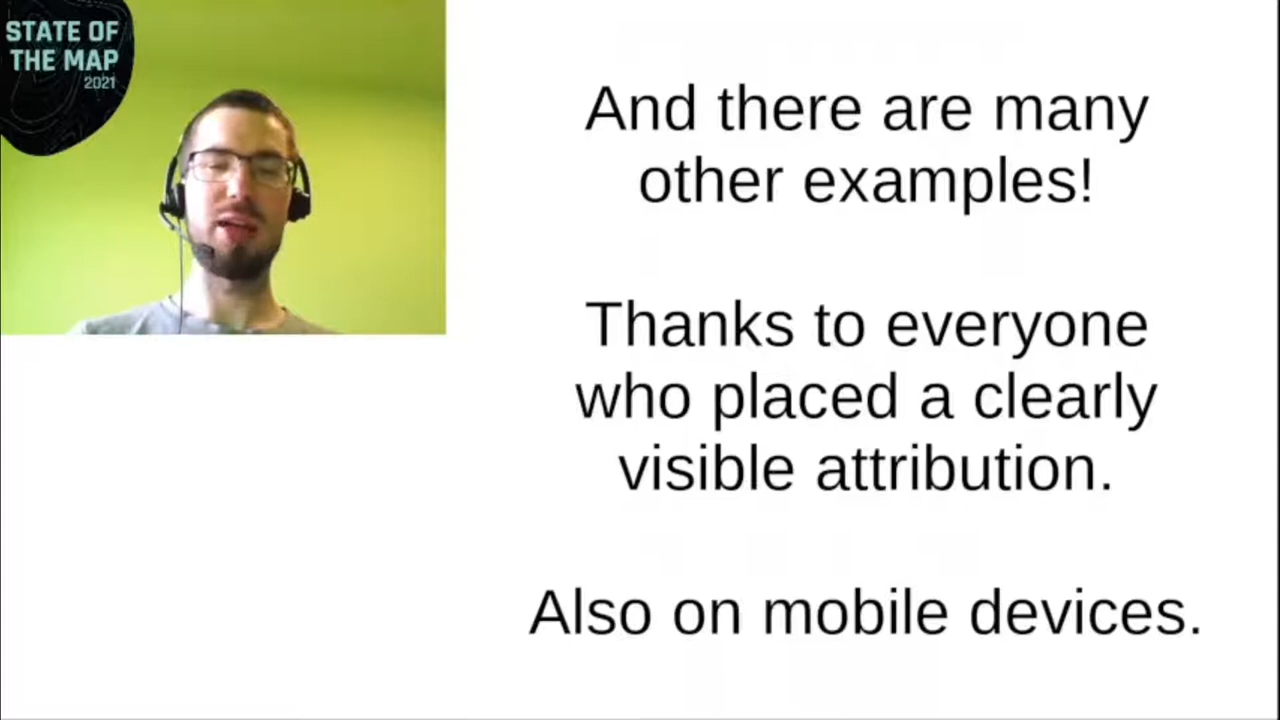 STATE OF
THE MAP
2021
And there are many
other examples!
Thanks to everyone
who placed a clearly
visible attribution.
Also on mobile devices.